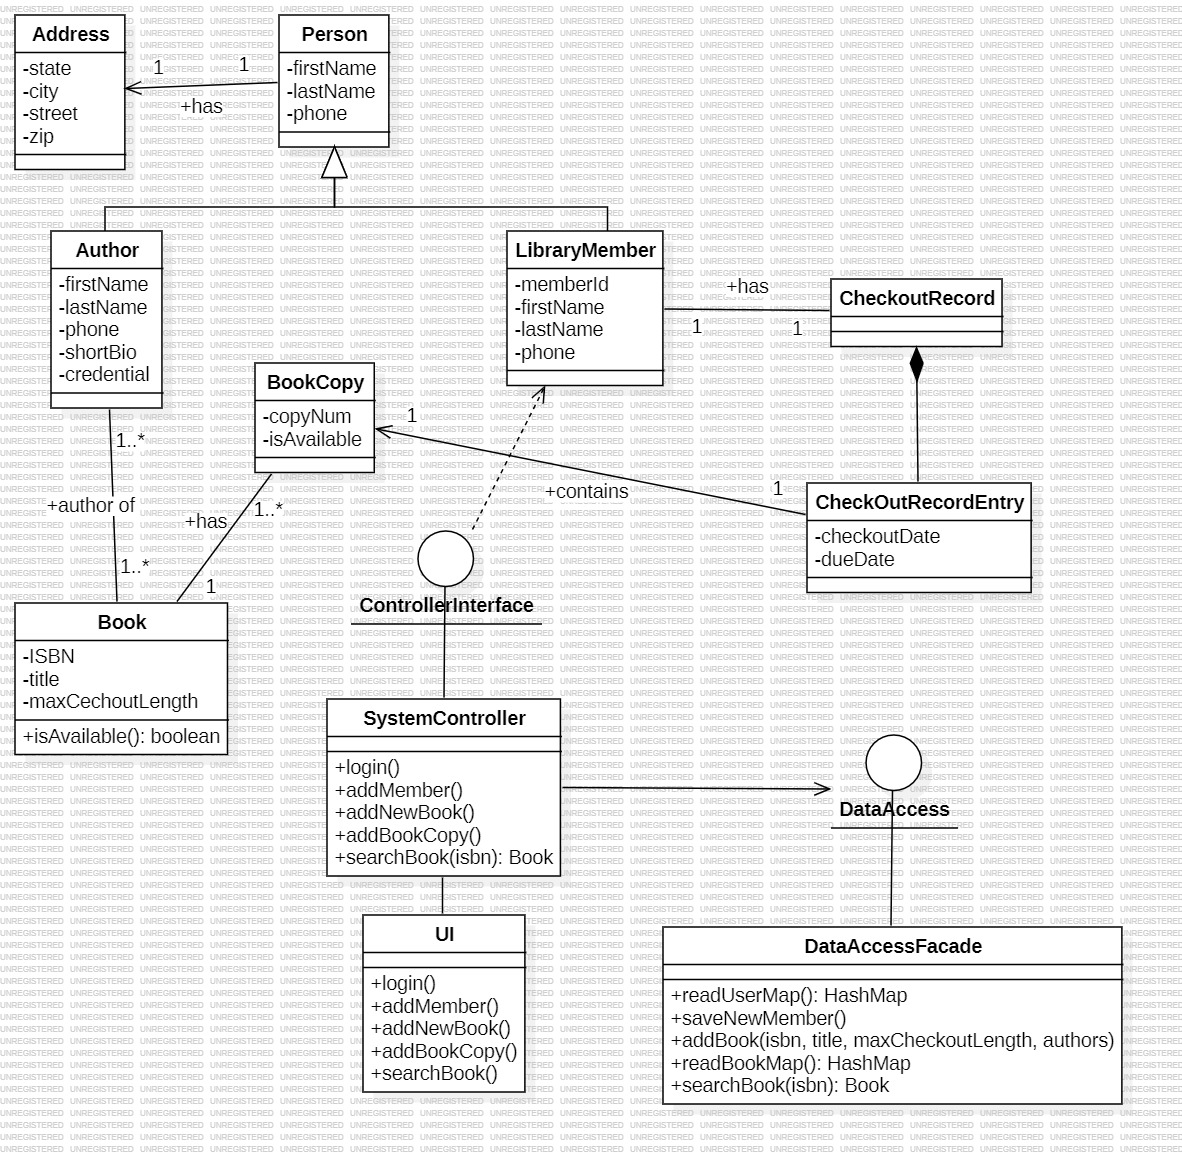 Address
-state
-city
-street
-zip
Person
-firstName
-lastName
-phone
1
1
+has
Author
-firstName
-lastName
-phone
-shortBio
-credential
LibraryMember
-memberId
-firstName
-lastName
-phone
+has
1
1
CheckoutRecord
BookCopy
-copyNum
-isAvailable
1
+contains
1
CheckOutRecordEntry
-checkoutDate
-dueDate
1..*
+author of
1..*
+has
1..*
1
Book
-ISBN
-title
-maxCechoutLength
+isAvailable(): boolean
ControllerInterface
SystemController
+login()
+addMember()
+addNewBook()
+addBookCopy()
+searchBook(isbn): Book
DataAccess
UI
+login()
+addMember()
+addNewBook()
+addBookCopy()
+searchBook()
DataAccessFacade
+readUserMap(): HashMap
+saveNewMember()
+addBook(isbn, title, maxCheckoutLength, authors)
+readBookMap(): HashMap
+searchBook(isbn): Book
UNREGISTERED